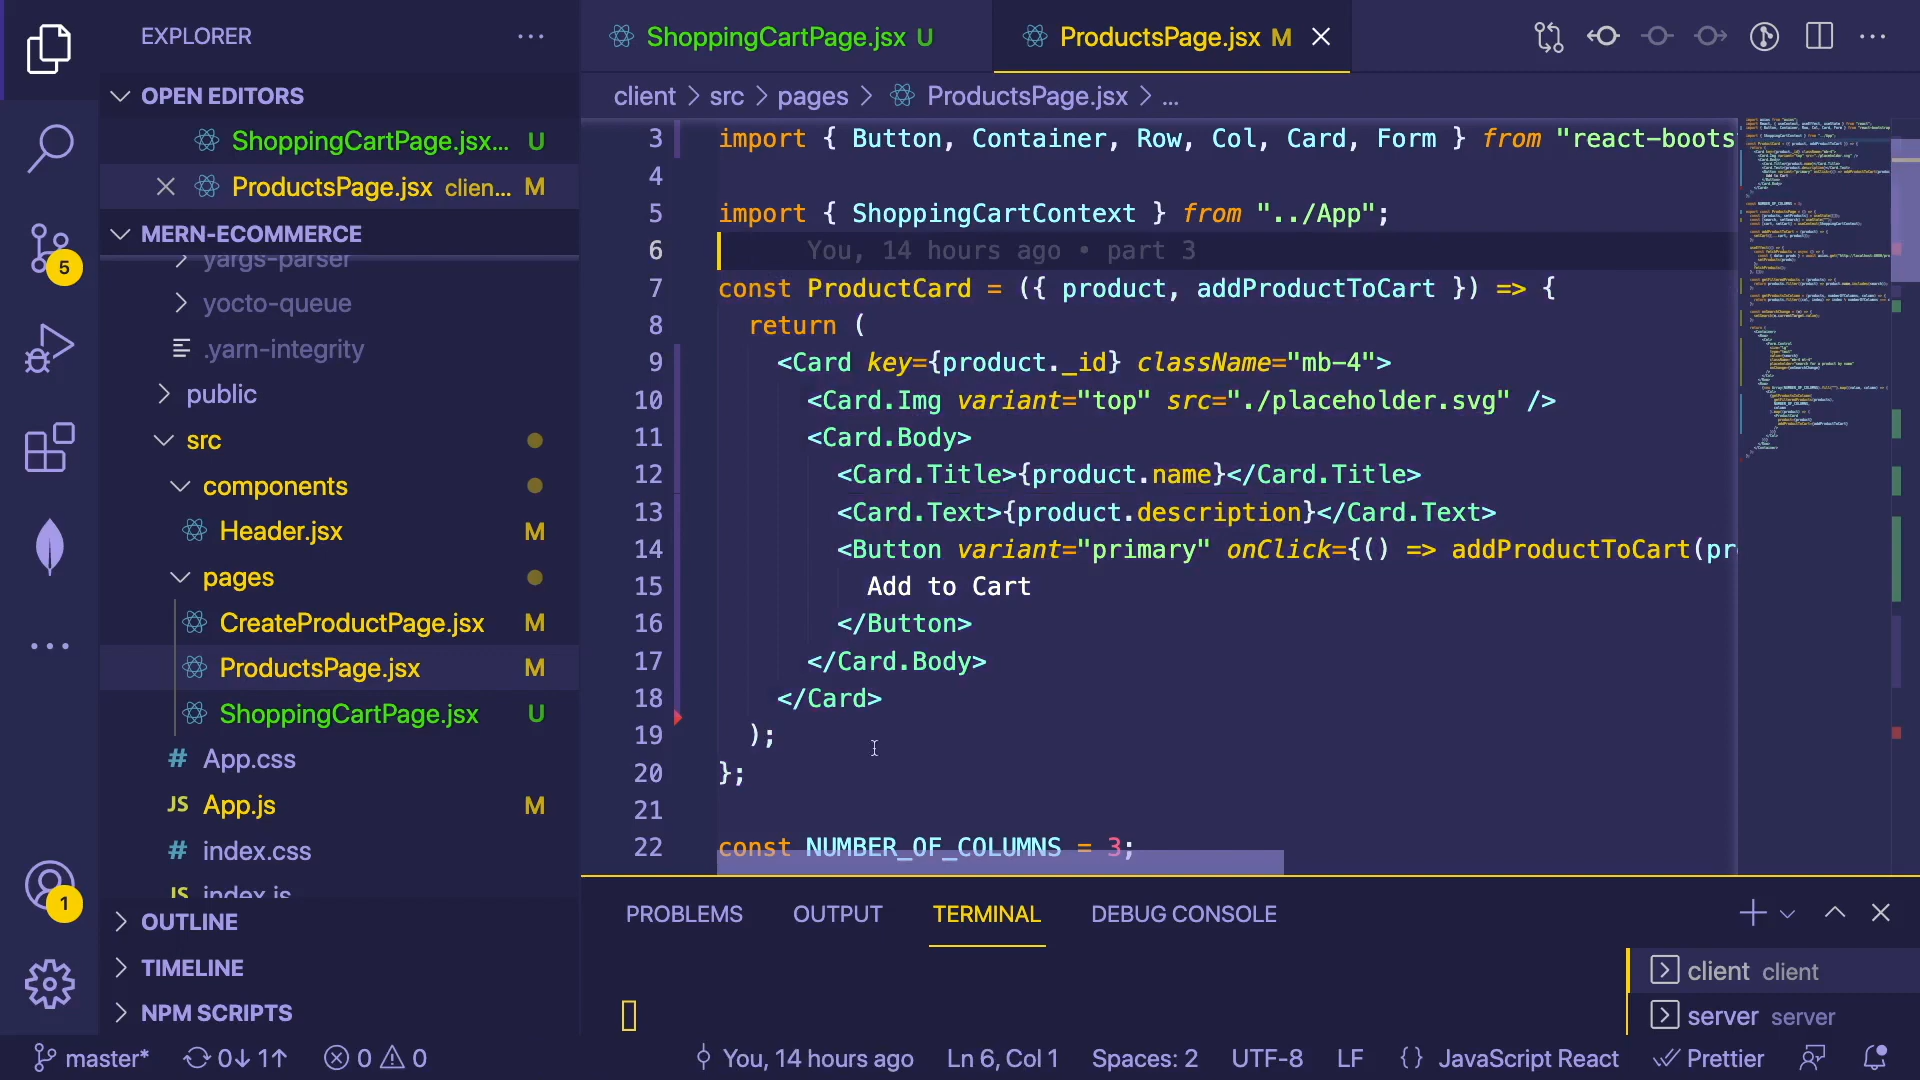 EXPLORER
ShoppingCartPage.jsx U
ProductsPage.jsx M
OPEN EDITORS
ShoppingCartPage.jsx... U
ProductsPage.jsx clien... M
MERN-ECOMMERCE
yargs-parser
yocto-queue
.yarn-integrity
public
src
components
Header.jsx M
pages
CreateProductPage.jsx M
ProductsPage.jsx M
ShoppingCartPage.jsx U
# App.css
JS App.js M
# index.css
JS index.js
OUTLINE
TIMELINE
NPM SCRIPTS
5
1
client > src > pages > ProductsPage.jsx > ...
3 import { Button, Container, Row, Col, Card, Form } from "react-boots
4
5 import { ShoppingCartContext } from "../App";
6 You, 14 hours ago • part 3
7 const ProductCard = ({ product, addProductToCart }) => {
8 return (
9 <Card key={product._id} className="mb-4">
10 <Card.Img variant="top" src="./placeholder.svg" />
11 <Card.Body>
12 <Card.Title>{product.name}</Card.Title>
13 <Card.Text>{product.description}</Card.Text>
14 <Button variant="primary" onClick={() => addProductToCart(pr
15 Add to Cart
16 </Button>
17 </Card.Body>
18 </Card>
19 );
20 };
21
22 const NUMBER_OF_COLUMNS = 3;
PROBLEMS OUTPUT TERMINAL DEBUG CONSOLE
client client
server server
master* 0↓ 1↑ 0 0 You, 14 hours ago Ln 6, Col 1 Spaces: 2 UTF-8 LF {} JavaScript React Prettier